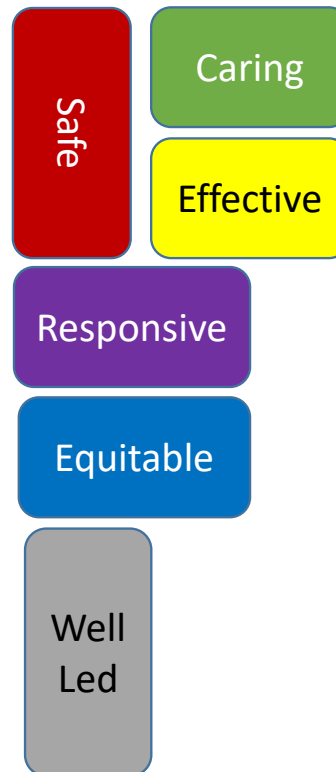 Safe
Caring
Effective
Responsive
Equitable
Well
Led